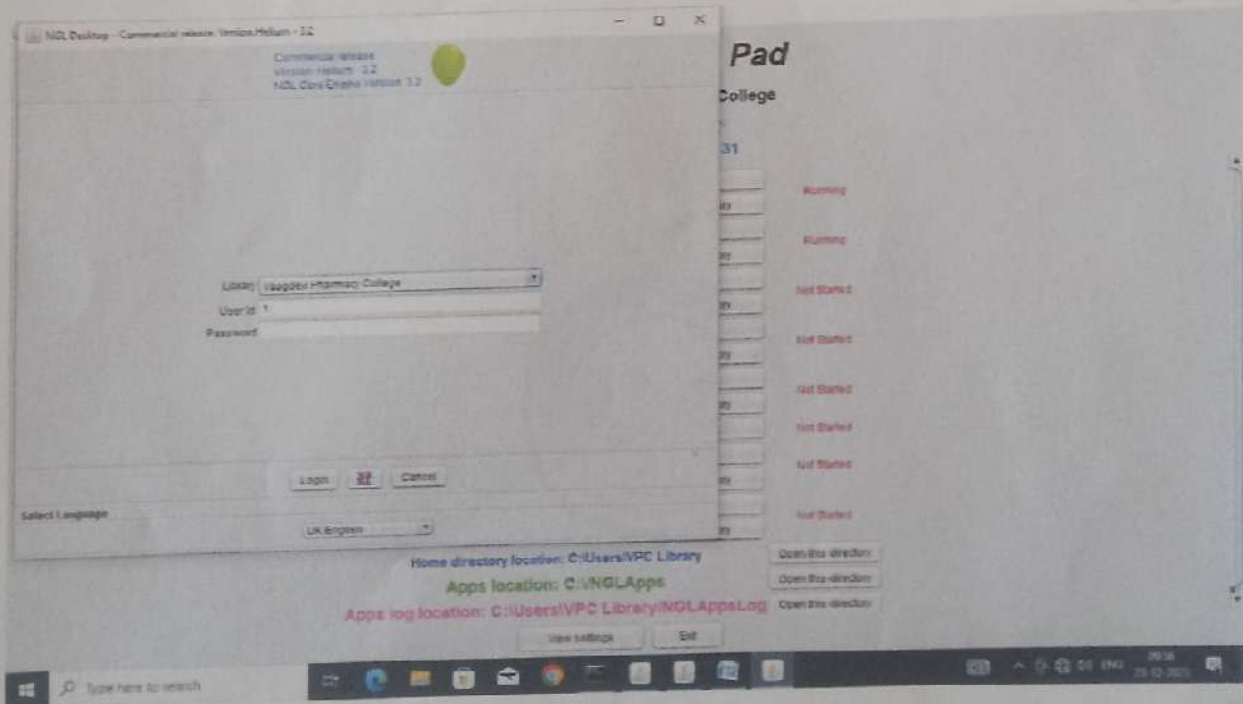 NGL Desktop - Commercial release. Version.Helium - 3.2
Commercial release
Version: Helium - 3.2
NGL Core Engine Version: 3.2
Library Vaagdevi Pharmacy College
User Id 1
Password
Login
Cancel
Select Language
UK English
Pad
College
31
Running
Running
Not Started
Not Started
Not Started
Not Started
Not Started
Not Started
Home directory location: C:\Users\VPC Library
Open this directory
Apps location: C:\/NGLApps
Open this directory
Apps log location: C:\Users\VPC Library/NGLAppsLog
Open this directory
View settings
Exit
Type here to search
ENG